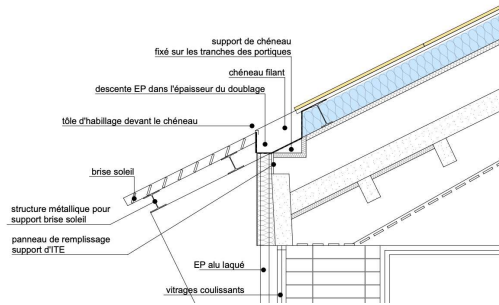 support de chéneau
fixé sur les tranches des portiques
chéneau filant
descente EP dans l'épaisseur du doublage
tôle d'habillage devant le chéneau
brise soleil
structure métallique pour
support brise soleil
panneau de remplissage
support d'ITE
EP alu laqué
vitrages coulissants